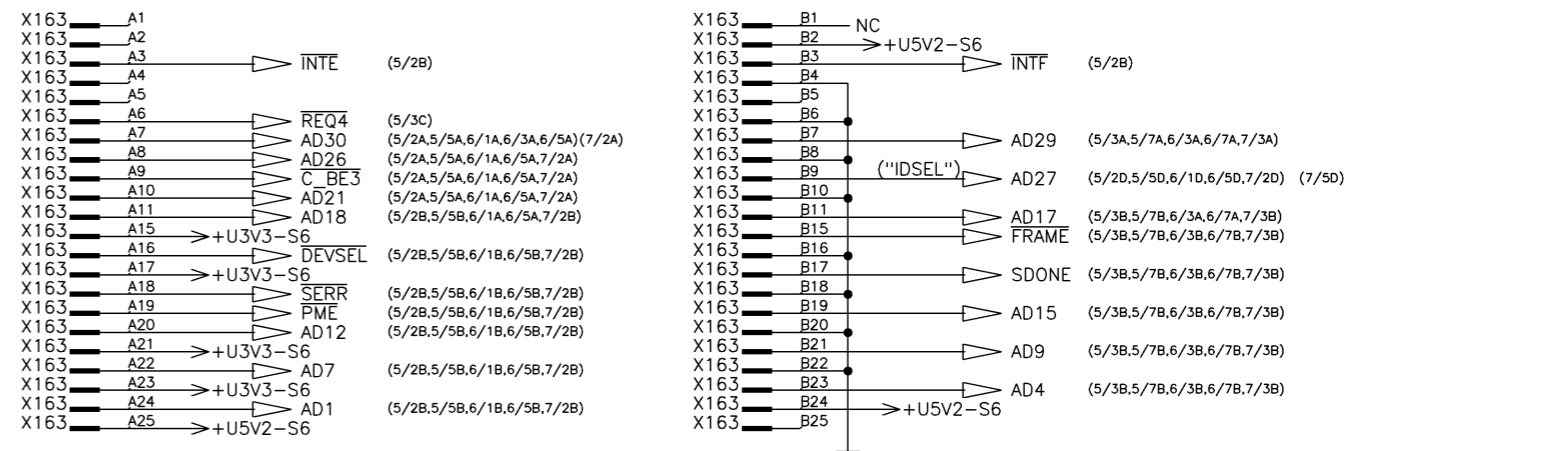 X163 A1
X163 A2
X163 A3 INTE (5/2B)
X163 A4
X163 A5
X163 A6 REQ4 (5/3C)
X163 A7 AD30 (5/2A,5/5A,6/1A,6/3A,6/5A)(7/2A)
X163 A8 AD26 (5/2A,5/5A,6/1A,6/5A,7/2A)
X163 A9 C_BE3 (5/2A,5/5A,6/1A,6/5A,7/2A)
X163 A10 AD21 (5/2A,5/5A,6/1A,6/5A,7/2A)
X163 A11 AD18 (5/2B,5/5B,6/1A,6/5A,7/2B)
X163 A15 +U3V3-S6
X163 A16 DEVSEL (5/2B,5/5B,6/1B,6/5B,7/2B)
X163 A17 +U3V3-S6
X163 A18 SERR (5/2B,5/5B,6/1B,6/5B,7/2B)
X163 A19 PME (5/2B,5/5B,6/1B,6/5B,7/2B)
X163 A20 AD12 (5/2B,5/5B,6/1B,6/5B,7/2B)
X163 A21 +U3V3-S6
X163 A22 AD7 (5/2B,5/5B,6/1B,6/5B,7/2B)
X163 A23 +U3V3-S6
X163 A24 AD1 (5/2B,5/5B,6/1B,6/5B,7/2B)
X163 A25 +U5V2-S6
X163 B1 NC
X163 B2 +U5V2-S6
X163 B3 INTF (5/2B)
X163 B4
X163 B5
X163 B6
X163 B7 AD29 (5/3A,5/7A,6/3A,6/7A,7/3A)
X163 B8
X163 B9 ("IDSEL") AD27 (5/2D,5/5D,6/1D,6/5D,7/2D) (7/5D)
X163 B10
X163 B11 AD17 (5/3B,5/7B,6/3A,6/7A,7/3B)
X163 B15 FRAME (5/3B,5/7B,6/3B,6/7B,7/3B)
X163 B16
X163 B17 SDONE (5/3B,5/7B,6/3B,6/7B,7/3B)
X163 B18
X163 B19 AD15 (5/3B,5/7B,6/3B,6/7B,7/3B)
X163 B20
X163 B21 AD9 (5/3B,5/7B,6/3B,6/7B,7/3B)
X163 B22
X163 B23 AD4 (5/3B,5/7B,6/3B,6/7B,7/3B)
X163 B24 +U5V2-S6
X163 B25